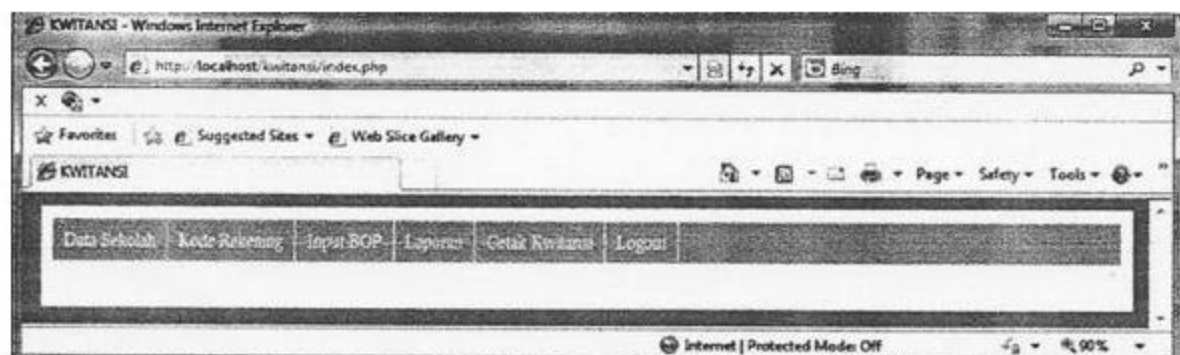 KWITANSI - Windows Internet Explorer
http://localhost/kwitansi/index.php Bing
Favorites Suggested Sites Web Slice Gallery
KWITANSI Page Safety Tools
Data Sekolah Kode Rekening Input BOP Laporan Cetak Kwitansi Logout
Internet | Protected Mode: Off 90%